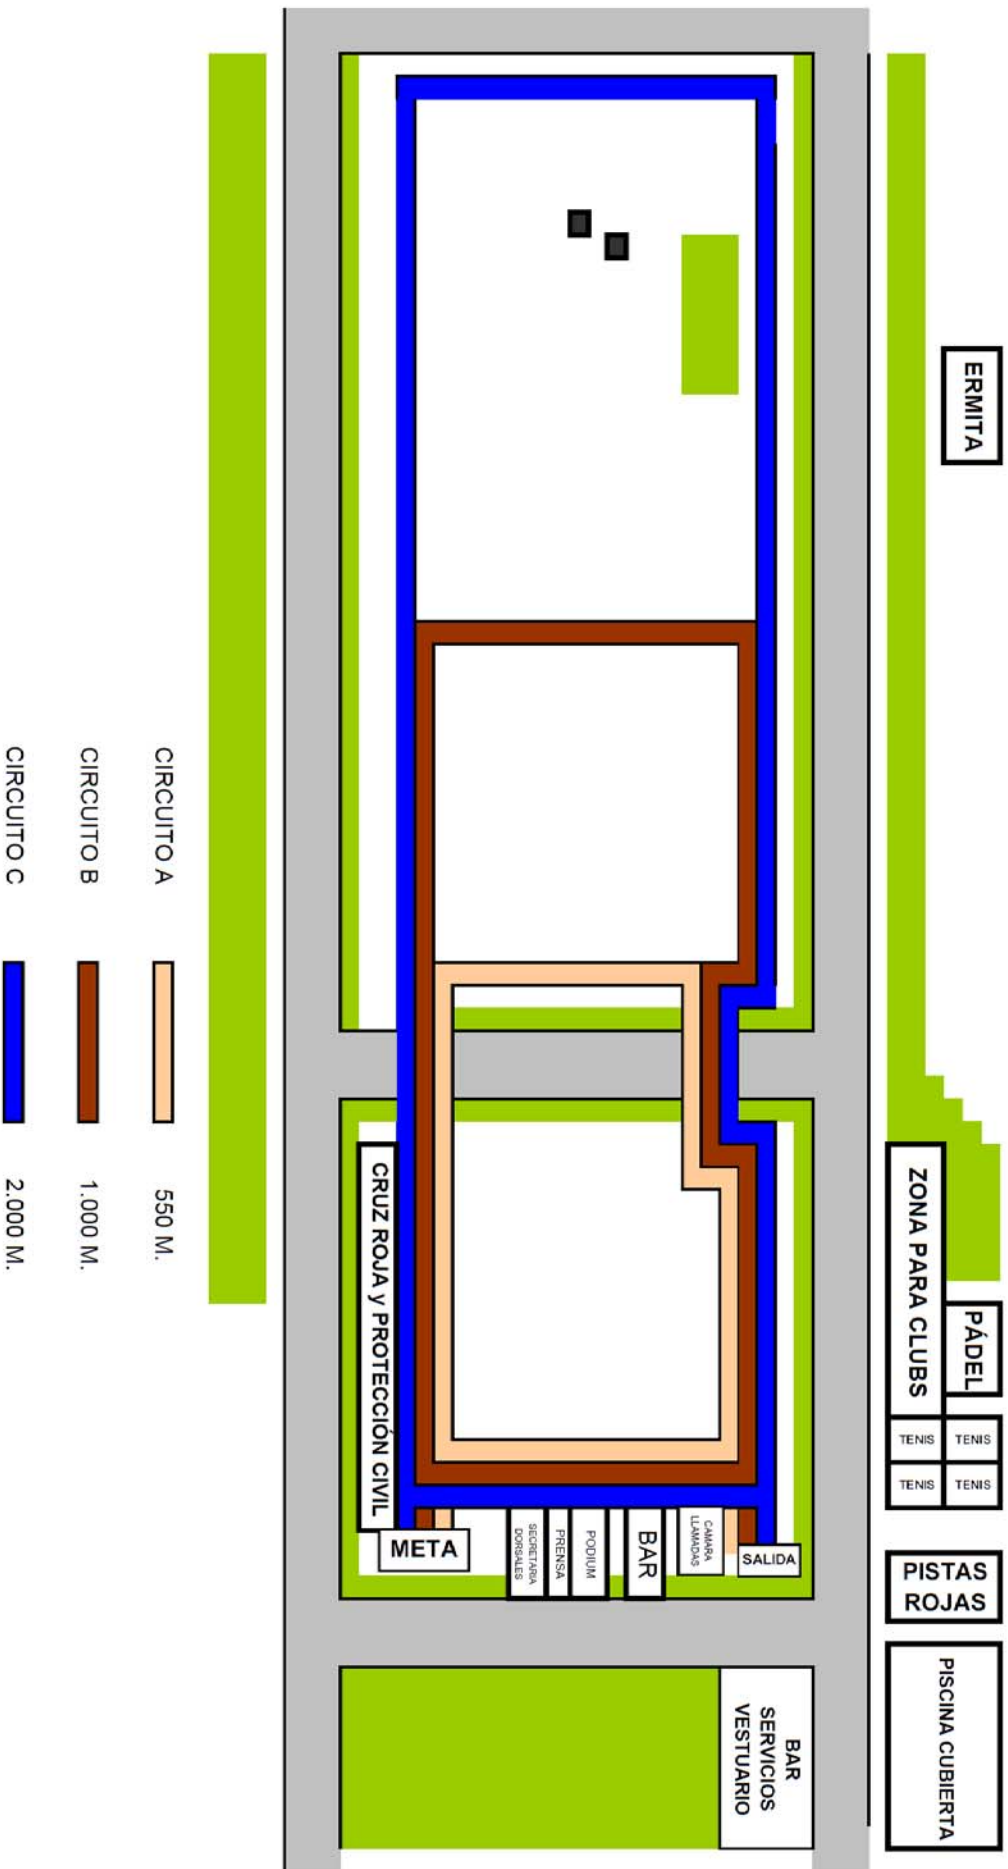 ERMITA
ZONA PARA CLUBS
PÁDEL
TENIS
TENIS
TENIS
TENIS
PISTAS
ROJAS
PISCINA CUBIERTA
BAR
SERVICIOS
VESTUARIO
SALIDA
CAMARA
LLAMADAS
BAR
PODIUM
PRENSA
SECRETARIA
DORSALES
META
CRUZ ROJA y PROTECCIÓN CIVIL
CIRCUITO A 550 M.
CIRCUITO B 1.000 M.
CIRCUITO C 2.000 M.